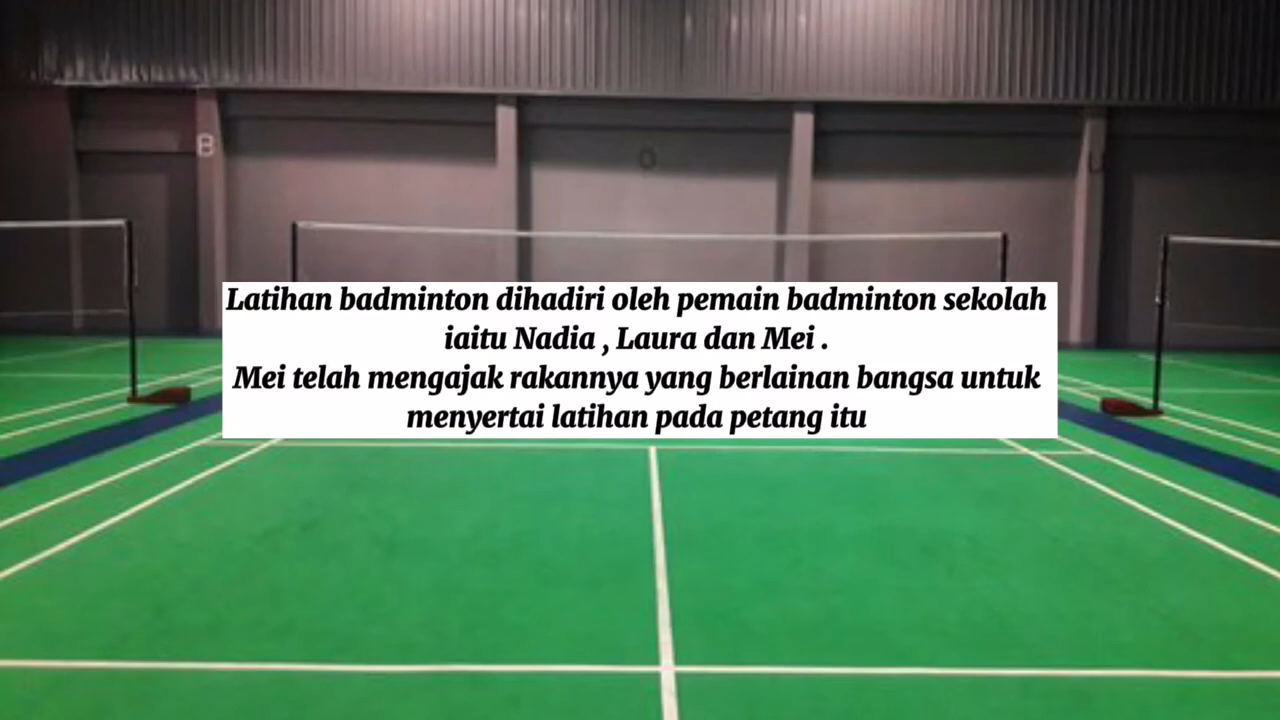 B
Latihan badminton dihadiri oleh pemain badminton sekolah
iaitu Nadia , Laura dan Mei .
Mei telah mengajak rakannya yang berlainan bangsa untuk
menyertai latihan pada petang itu